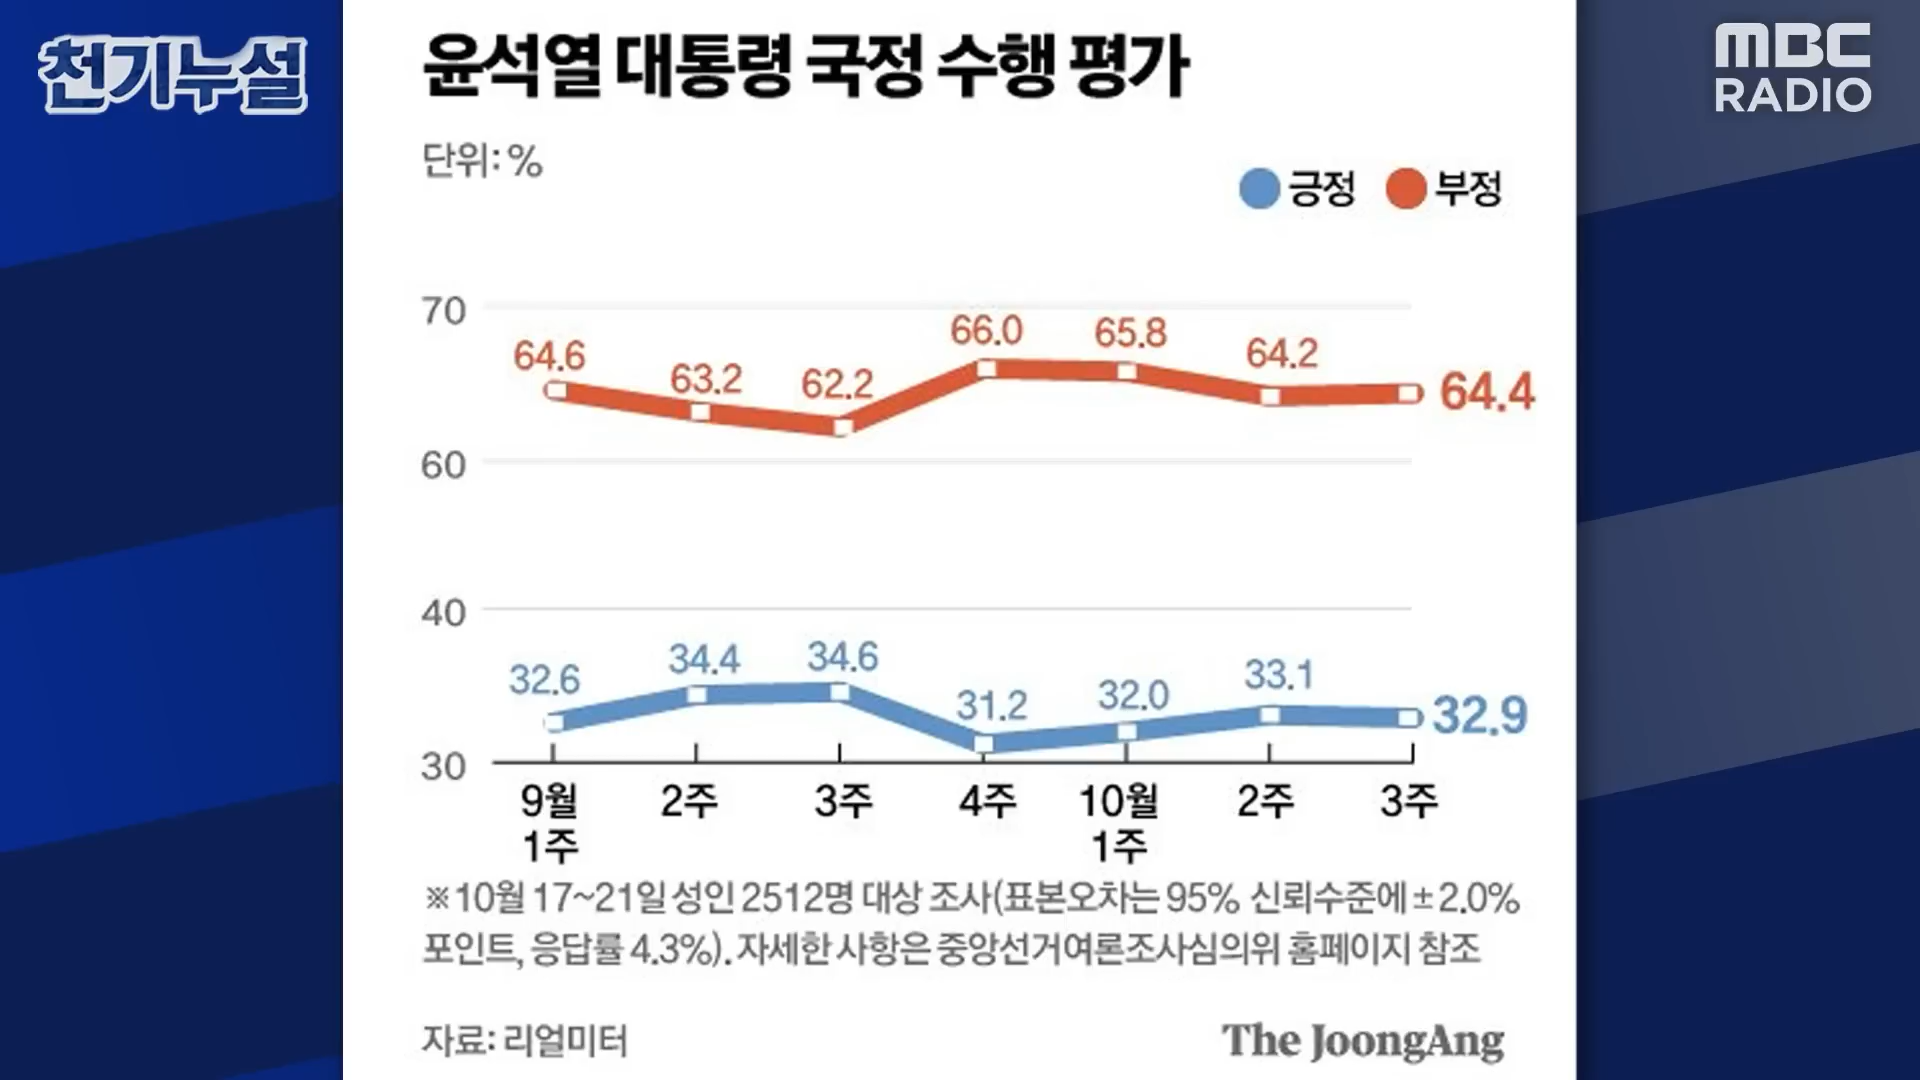 천기누설
MBC
RADIO
윤석열 대통령 국정 수행 평가
단위: %
긍정 부정
70
64.6 63.2 62.2 66.0 65.8 64.2 64.4
60
40
32.6 34.4 34.6 31.2 32.0 33.1 32.9
30
9월 2주 3주 4주 10월 2주 3주
1주 1주
※10월 17~21일 성인 2512명 대상 조사(표본오차는 95% 신뢰수준에 ±2.0%
포인트, 응답률 4.3%). 자세한 사항은 중앙선거여론조사심의위 홈페이지 참조
자료: 리얼미터
The JoongAng